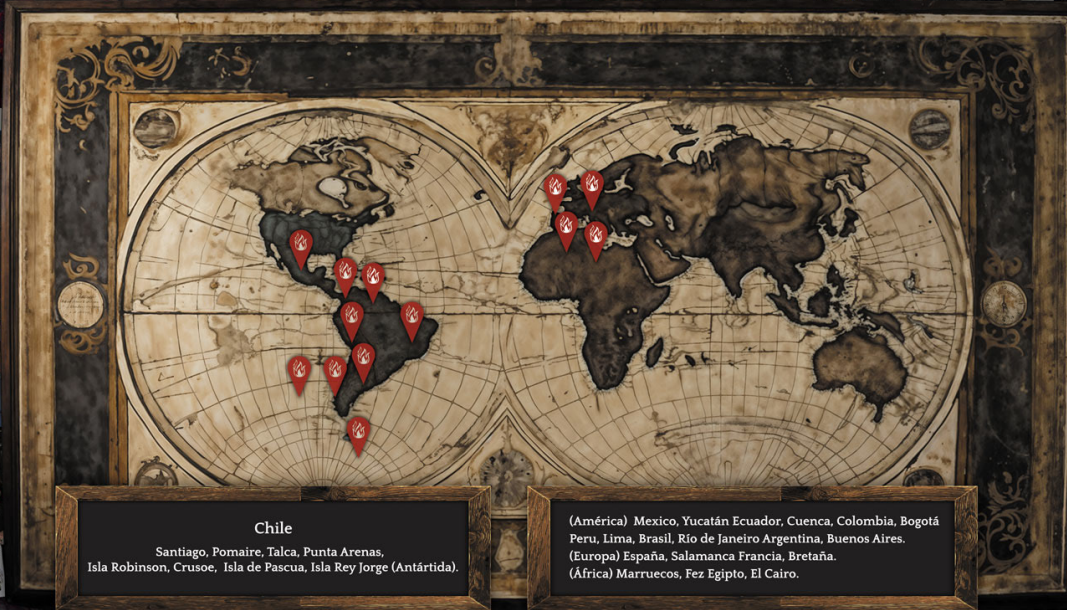 Chile
Santiago, Pomaire, Talca, Punta Arenas,
Isla Robinson, Crusoe, Isla de Pascua, Isla Rey Jorge (Antártida).
(América) Mexico, Yucatán Ecuador, Cuenca, Colombia, Bogotá
Peru, Lima, Brasil, Río de Janeiro Argentina, Buenos Aires.
(Europa) España, Salamanca Francia, Bretaña.
(África) Marruecos, Fez Egipto, El Cairo.